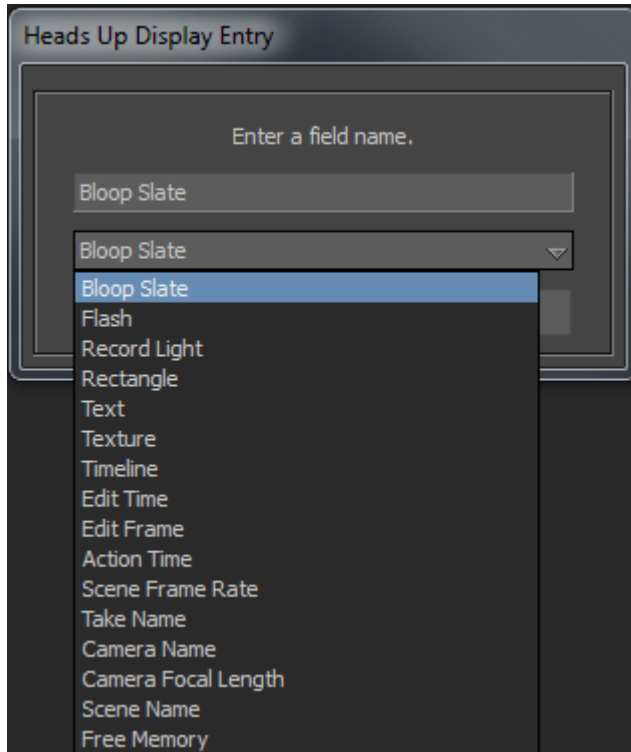 Heads Up Display Entry
Enter a field name.
Bloop Slate
Bloop Slate
Bloop Slate
Flash
Record Light
Rectangle
Text
Texture
Timeline
Edit Time
Edit Frame
Action Time
Scene Frame Rate
Take Name
Camera Name
Camera Focal Length
Scene Name
Free Memory